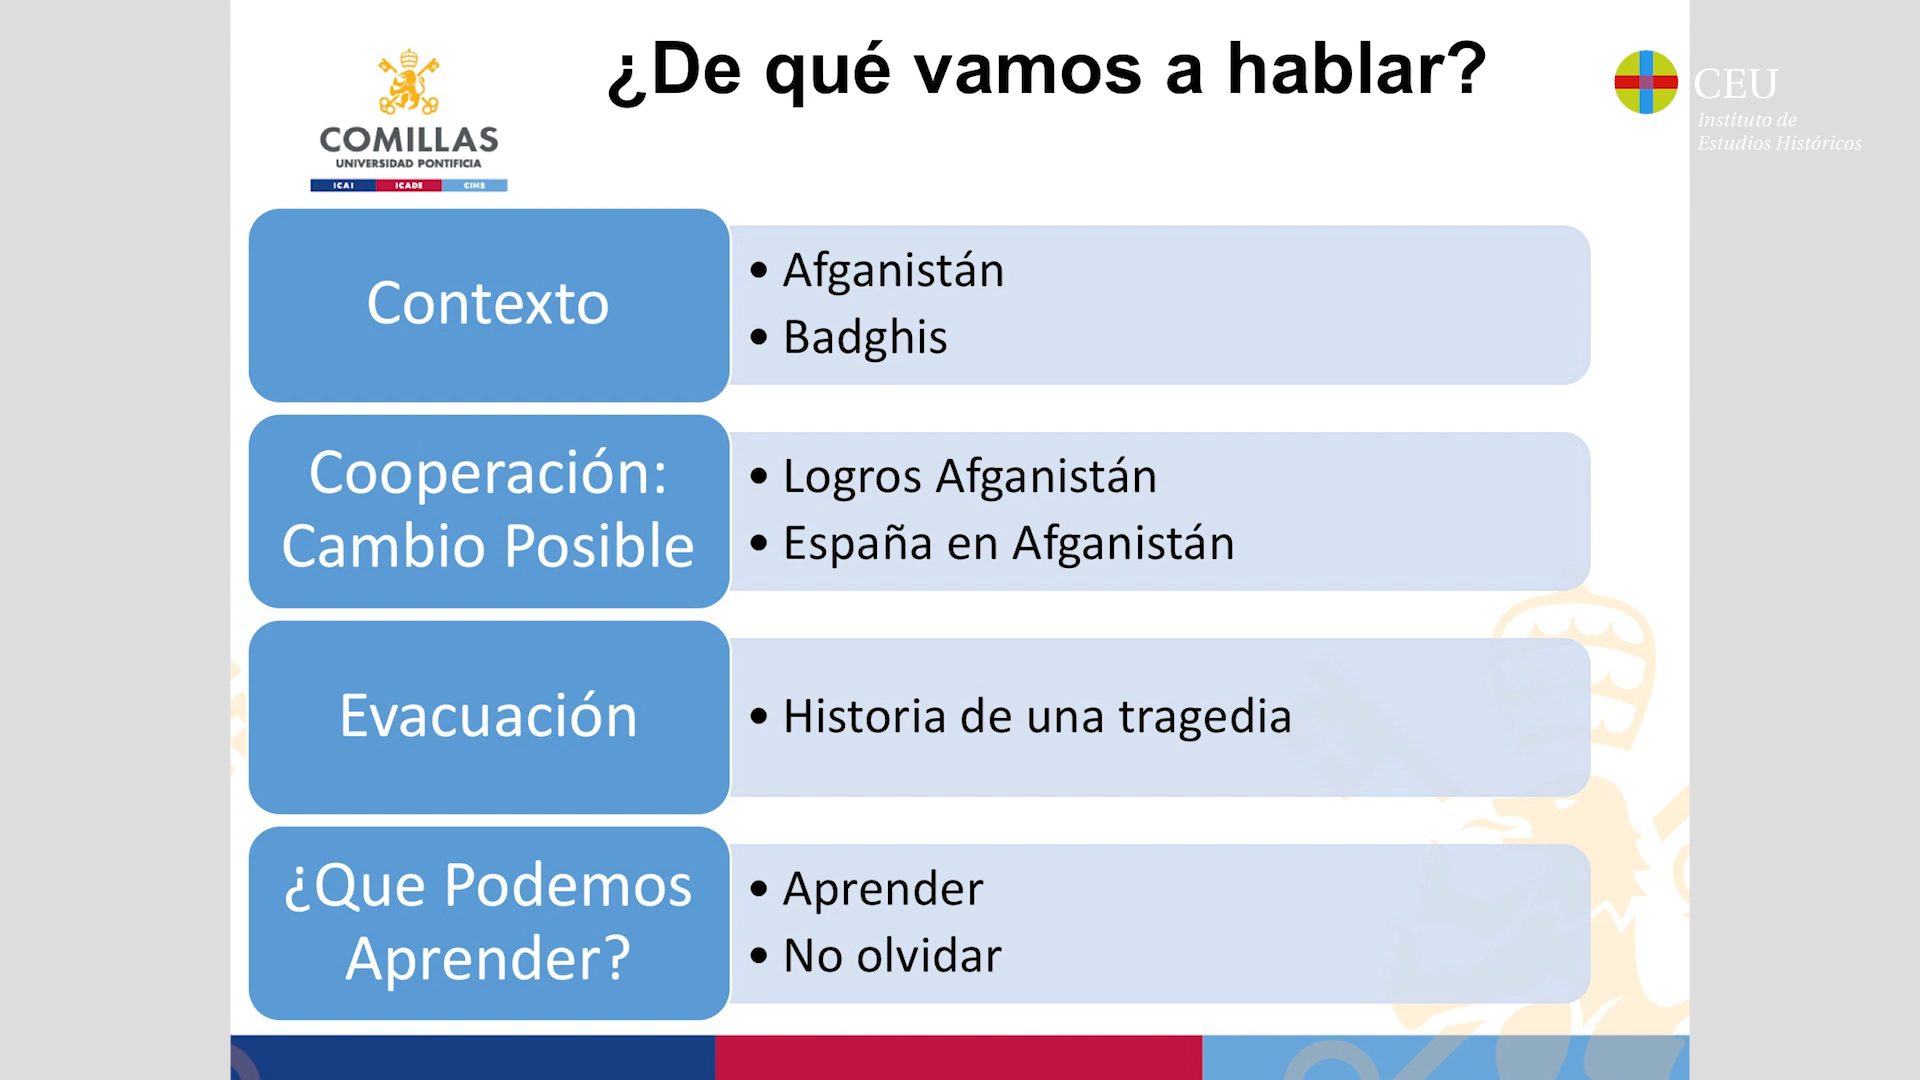 ¿De qué vamos a hablar?
COMILLAS
UNIVERSIDAD PONTIFICIA
ICAI ICADE CIHS
CEU
Instituto de
Estudios Históricos
Contexto
• Afganistán
• Badghis
Cooperación:
Cambio Posible
• Logros Afganistán
• España en Afganistán
Evacuación
• Historia de una tragedia
¿Que Podemos
Aprender?
• Aprender
• No olvidar